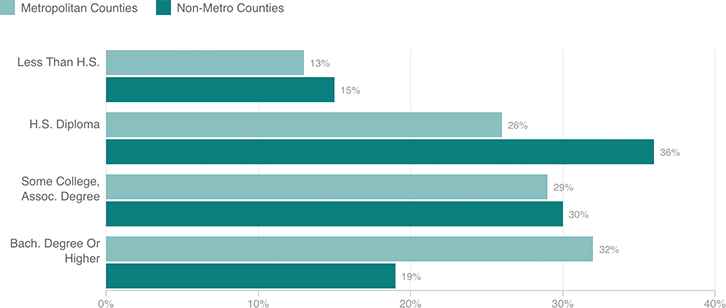 Metropolitan Counties Non-Metro Counties
Less Than H.S. 13%
15%
H.S. Diploma 26%
36%
Some College,
Assoc. Degree 29%
30%
Bach. Degree Or
Higher 32%
19%
0% 10% 20% 30% 40%